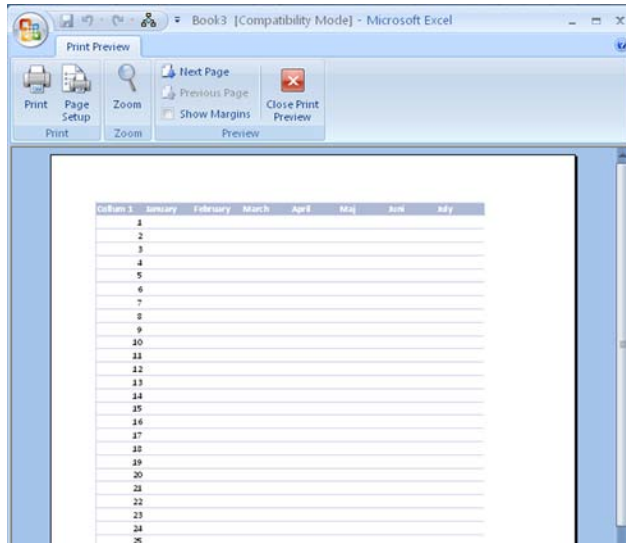 Book3 [Compatibility Mode] - Microsoft Excel
Print Preview
Print
Page Setup
Zoom
Next Page
Previous Page
Show Margins
Close Print Preview
Print
Zoom
Preview
Collum 1 January February March April Maj Juni July
1
2
3
4
5
6
7
8
9
10
11
12
13
14
15
16
17
18
19
20
21
22
23
24
25